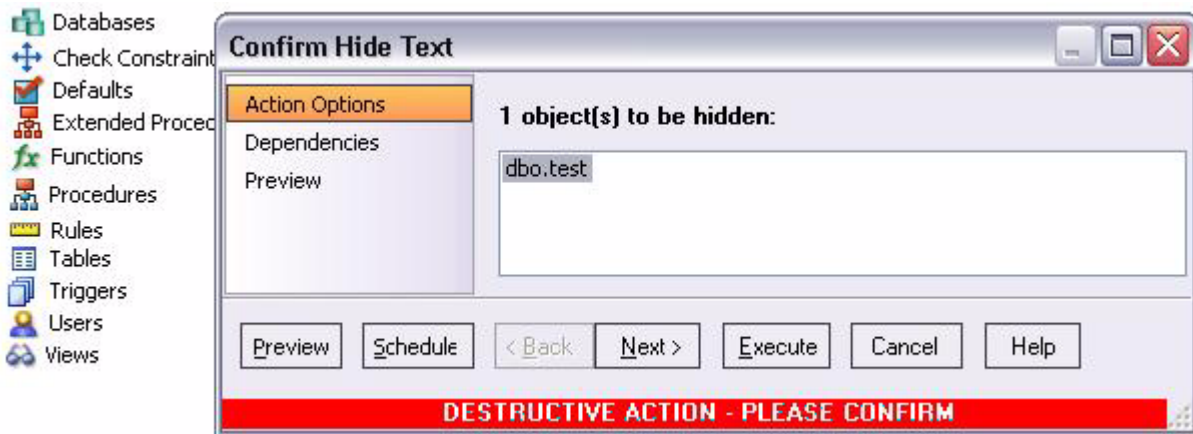 Databases
Check Constraint
Defaults
Extended Proced
Functions
Procedures
Rules
Tables
Triggers
Users
Views
Confirm Hide Text
Action Options
Dependencies
Preview
1 object(s) to be hidden:
dbo.test
Preview Schedule < Back Next > Execute Cancel Help
DESTRUCTIVE ACTION - PLEASE CONFIRM